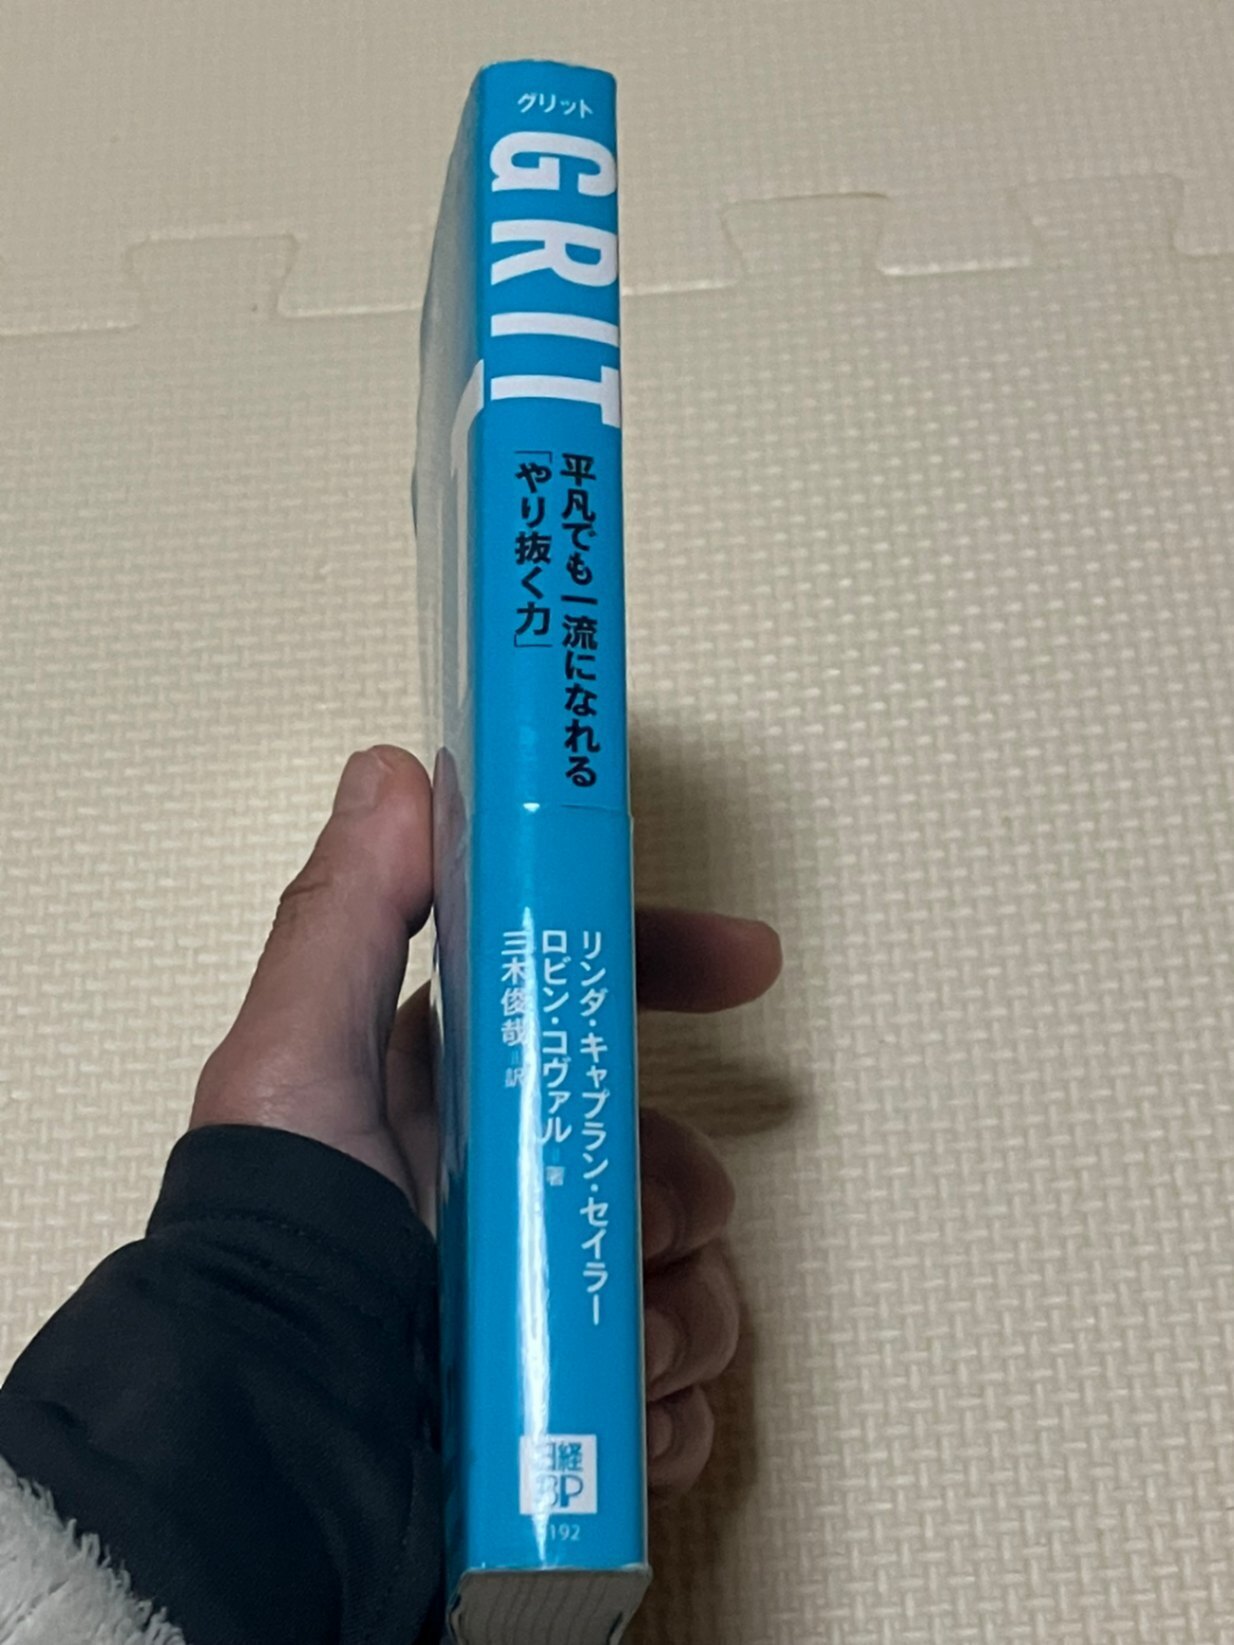 グリット
GRIT
平凡でも一流になれる
「やり抜く力」
リンダ・キャプラン・セイラー
ロビン・コヴァル=著
三木俊哉=訳
日経
BP
192